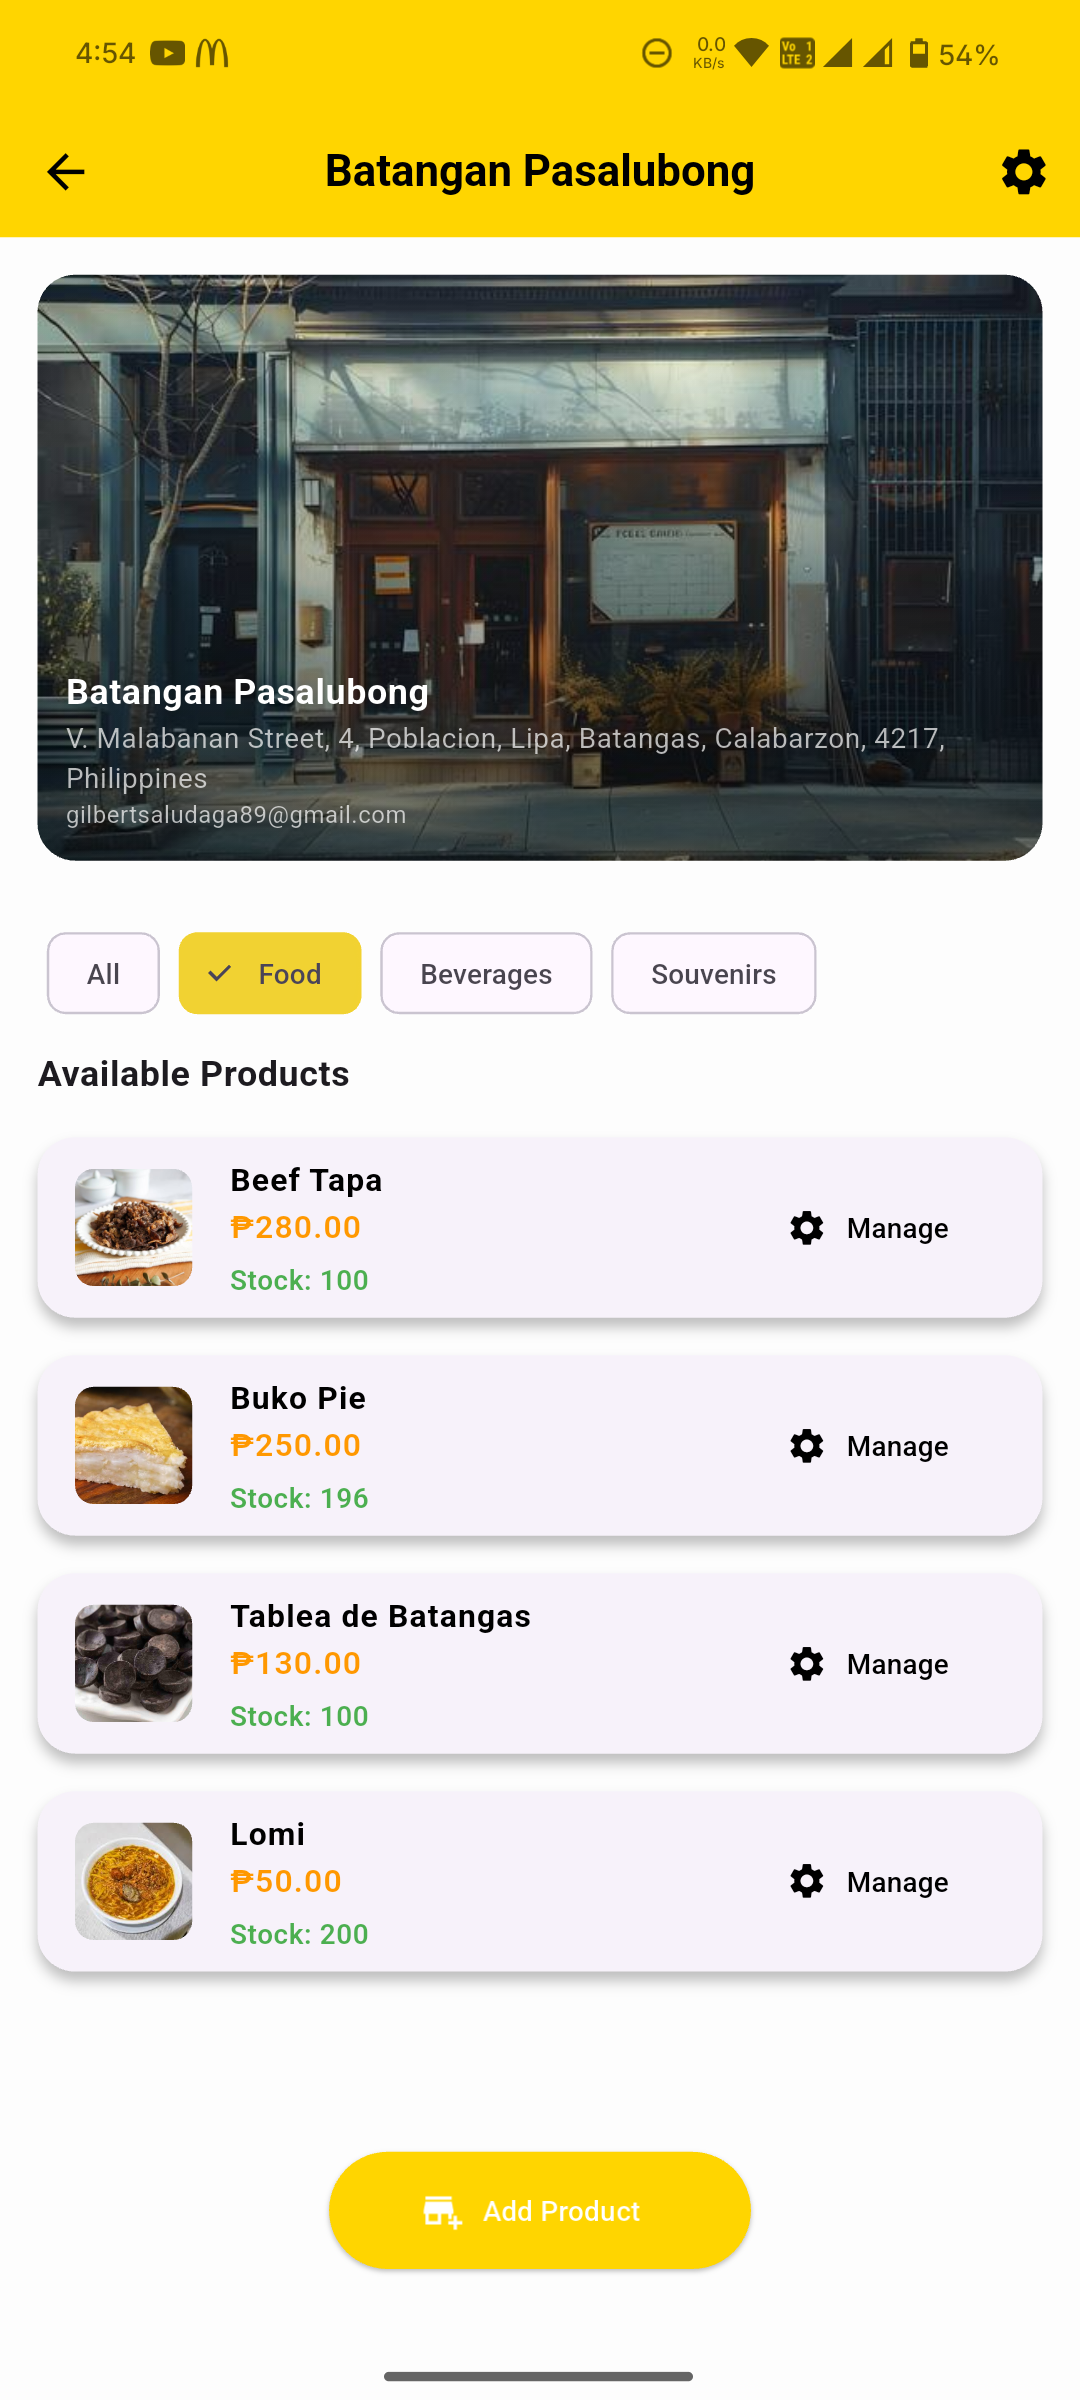 4:54
0.0
KB/s
Vo 1
LTE 2
54%
Batangan Pasalubong
Batangan Pasalubong
V. Malabanan Street, 4, Poblacion, Lipa, Batangas, Calabarzon, 4217,
Philippines
gilbertsaludaga89@gmail.com
All
Food
Beverages
Souvenirs
Available Products
Beef Tapa
₱280.00
Stock: 100
Manage
Buko Pie
₱250.00
Stock: 196
Manage
Tablea de Batangas
₱130.00
Stock: 100
Manage
Lomi
₱50.00
Stock: 200
Manage
Add Product